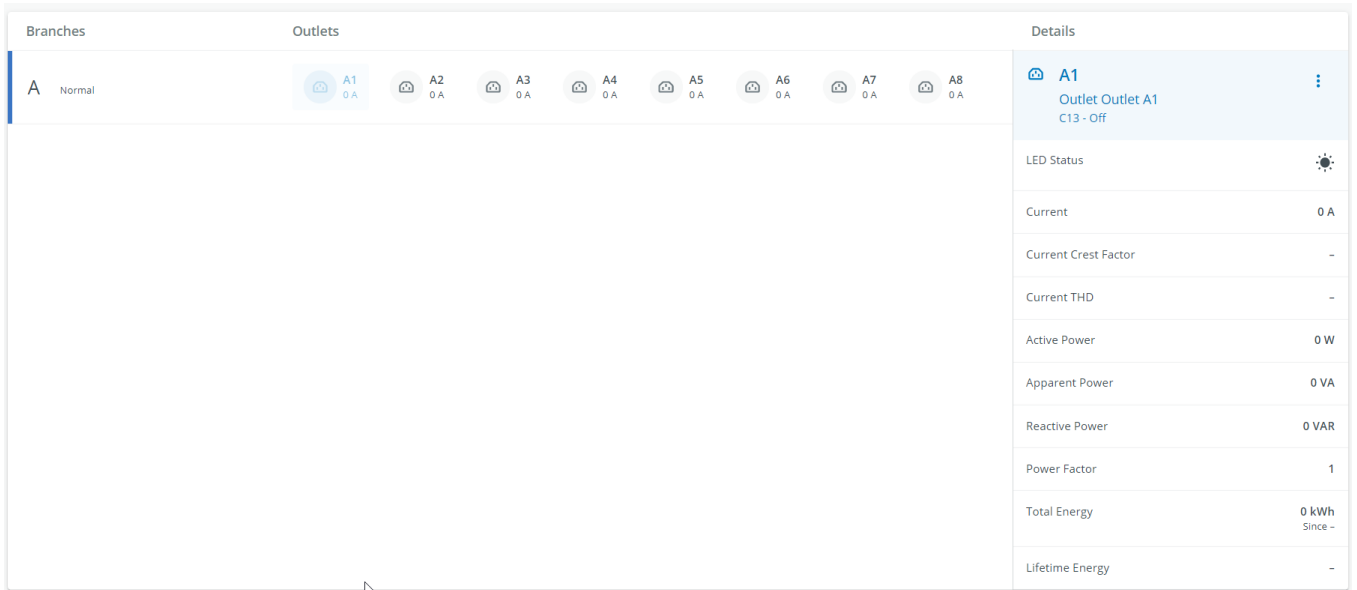 Branches
Outlets
Details
A Normal
A1
0 A
A2
0 A
A3
0 A
A4
0 A
A5
0 A
A6
0 A
A7
0 A
A8
0 A
A1
Outlet Outlet A1
C13 - Off
LED Status
Current 0 A
Current Crest Factor –
Current THD –
Active Power 0 W
Apparent Power 0 VA
Reactive Power 0 VAR
Power Factor 1
Total Energy 0 kWh
Since –
Lifetime Energy –